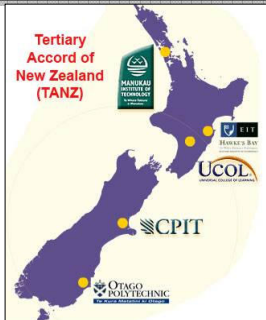 Tertiary
Accord of
New Zealand
(TANZ)
MANUKAU
INSTITUTE OF
TECHNOLOGY
EIT
HAWKE'S BAY
UCOL
UNIVERSAL COLLEGE OF LEARNING
CPIT
OTAGO
POLYTECHNIC
Te Kura Matatini ki Otago